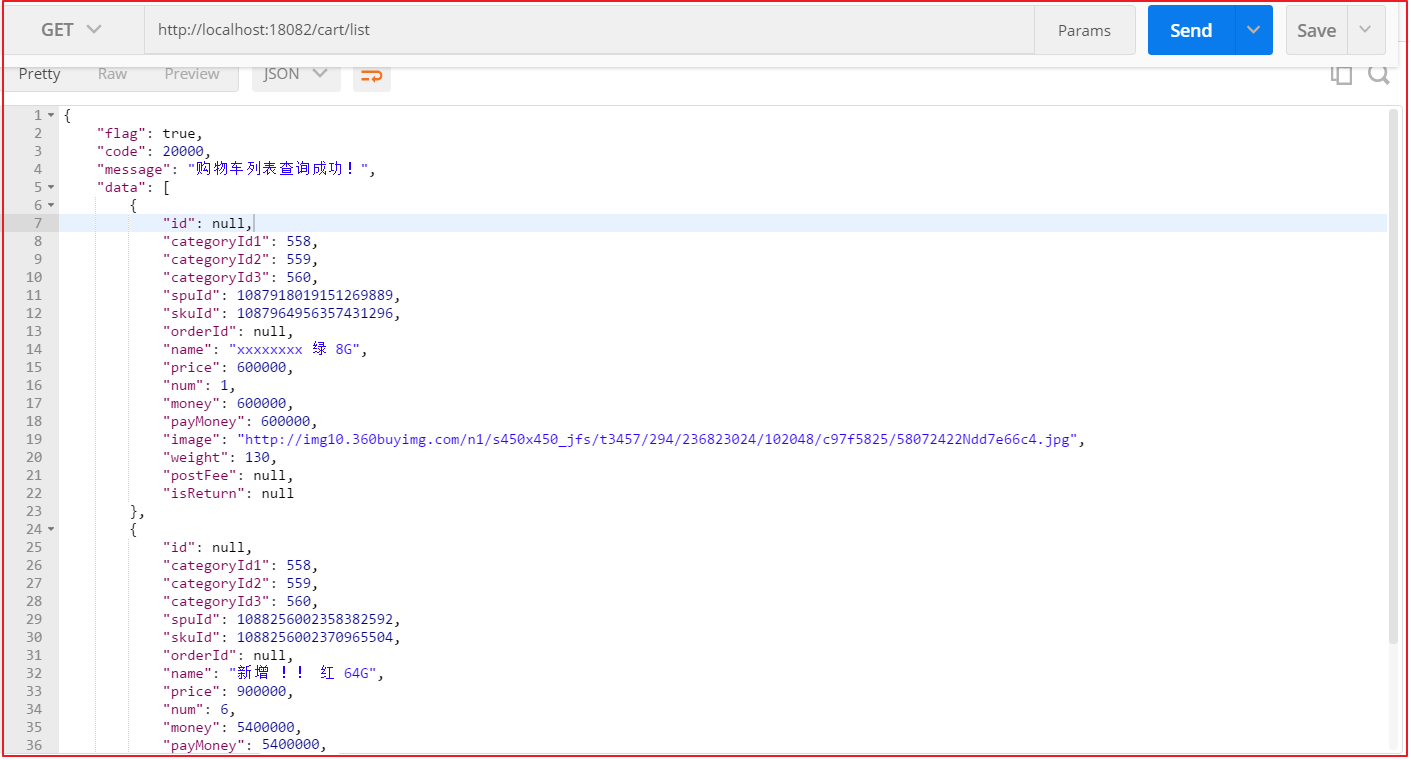 GET http://localhost:18082/cart/list Params Send Save
Pretty Raw Preview JSON
1 {
2 "flag": true,
3 "code": 20000,
4 "message": "购物车列表查询成功！",
5 "data": [
6 {
7 "id": null,
8 "categoryId1": 558,
9 "categoryId2": 559,
10 "categoryId3": 560,
11 "spuId": 1087918019151269889,
12 "skuId": 1087964956357431296,
13 "orderId": null,
14 "name": "xxxxxxxx 绿 8G",
15 "price": 600000,
16 "num": 1,
17 "money": 600000,
18 "payMoney": 600000,
19 "image": "http://img10.360buyimg.com/n1/s450x450_jfs/t3457/294/236823024/102048/c97f5825/58072422Ndd7e66c4.jpg",
20 "weight": 130,
21 "postFee": null,
22 "isReturn": null
23 },
24 {
25 "id": null,
26 "categoryId1": 558,
27 "categoryId2": 559,
28 "categoryId3": 560,
29 "spuId": 1088256002358382592,
30 "skuId": 1088256002370965504,
31 "orderId": null,
32 "name": "新增 ！！ 红 64G",
33 "price": 900000,
34 "num": 6,
35 "money": 5400000,
36 "payMoney": 5400000,